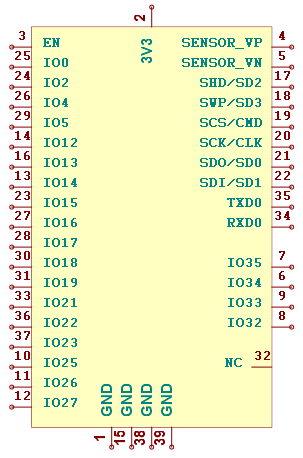 2
3V3
3 EN SENSOR_VP 4
25 IO0 SENSOR_VN 5
24 IO2 SHD/SD2 17
26 IO4 SWP/SD3 18
29 IO5 SCS/CMD 19
14 IO12 SCK/CLK 20
16 IO13 SDO/SD0 21
13 IO14 SDI/SD1 22
23 IO15 TXD0 35
27 IO16 RXD0 34
28 IO17
30 IO18 IO35 7
31 IO19 IO34 6
33 IO21 IO33 9
36 IO22 IO32 8
37 IO23
10 IO25 NC 32
11 IO26
12 IO27
GND GND GND GND
1 15 38 39